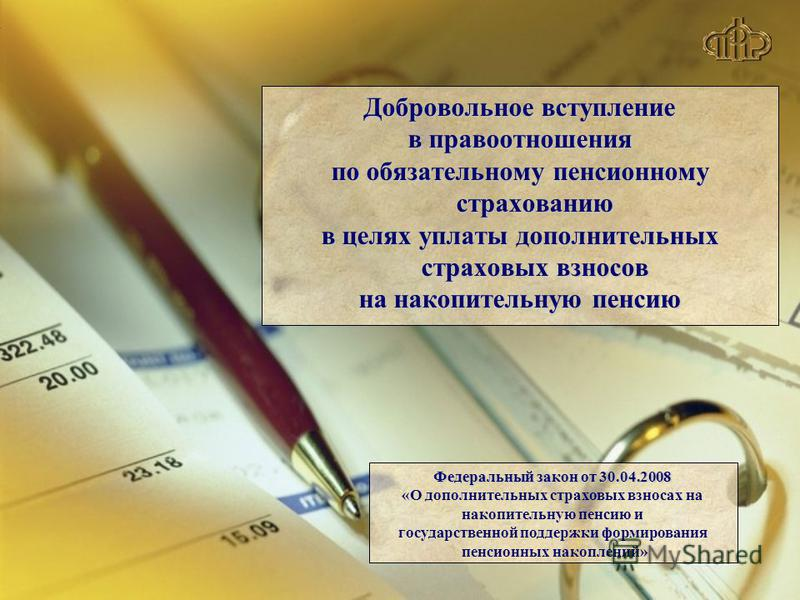 ПФР
Добровольное вступление
в правоотношения
по обязательному пенсионному
страхованию
в целях уплаты дополнительных
страховых взносов
на накопительную пенсию
322.48
20.00
23.18
15.09
Федеральный закон от 30.04.2008
«О дополнительных страховых взносах на
накопительную пенсию и
государственной поддержки формирования
пенсионных накоплений»
MyShared